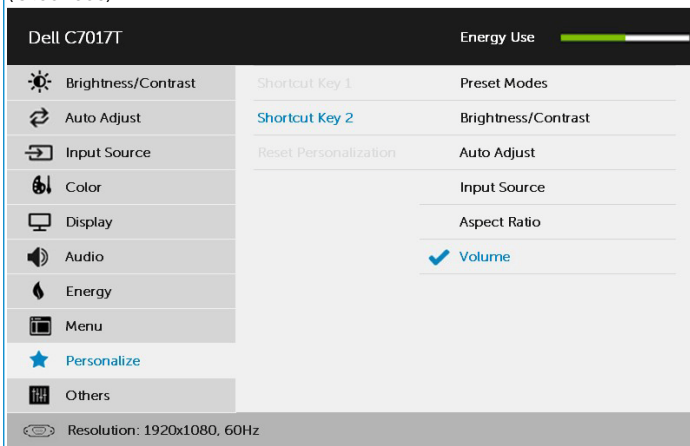 Dell C7017T
Energy Use
Brightness/Contrast
Auto Adjust
Input Source
Color
Display
Audio
Energy
Menu
Personalize
Others
Shortcut Key 1
Shortcut Key 2
Reset Personalization
Preset Modes
Brightness/Contrast
Auto Adjust
Input Source
Aspect Ratio
Volume
Resolution: 1920x1080, 60Hz